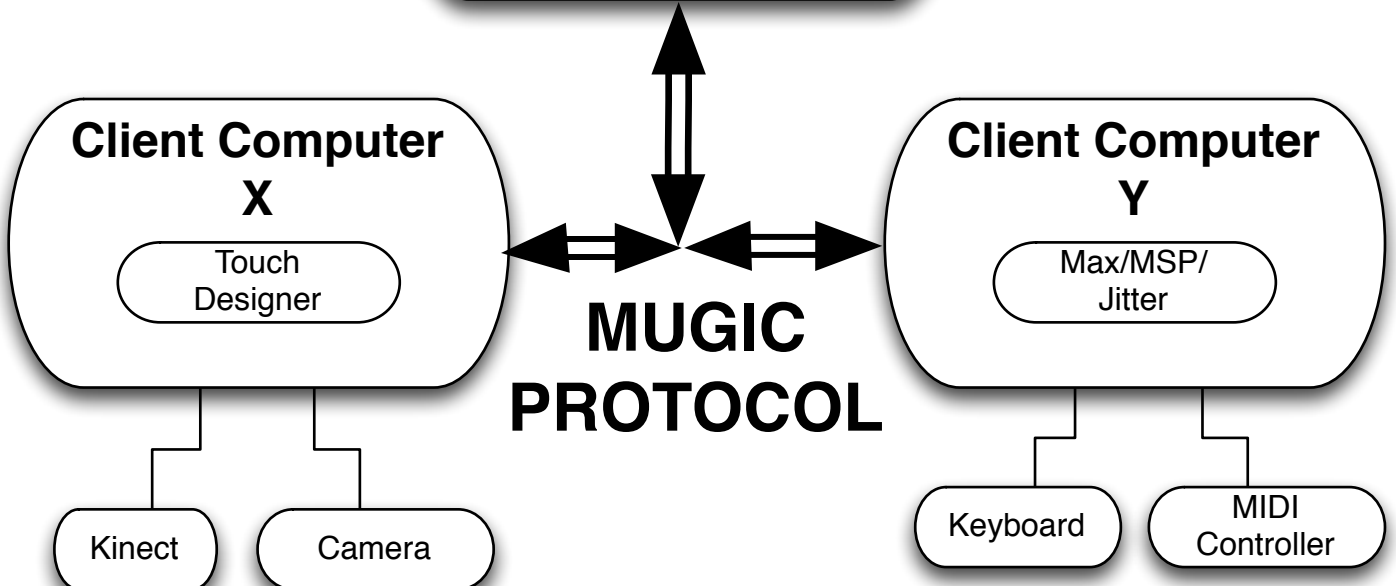 Client Computer
X
Touch
Designer
Client Computer
Y
Max/MSP/
Jitter
MUGIC
PROTOCOL
Kinect
Camera
Keyboard
MIDI
Controller